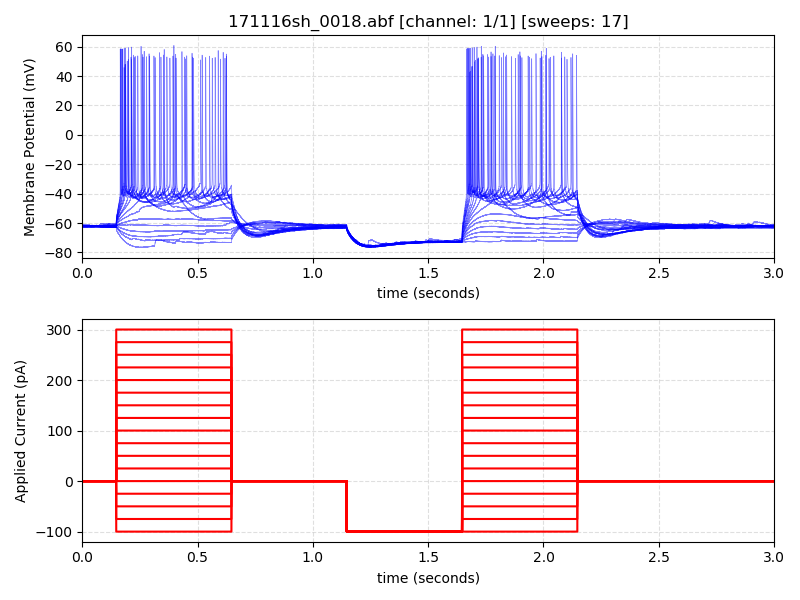 171116sh_0018.abf [channel: 1/1] [sweeps: 17]
Membrane Potential (mV)
60
40
20
0
−20
−40
−60
−80
0.0 0.5 1.0 1.5 2.0 2.5 3.0
time (seconds)
Applied Current (pA)
300
200
100
0
−100
0.0 0.5 1.0 1.5 2.0 2.5 3.0
time (seconds)